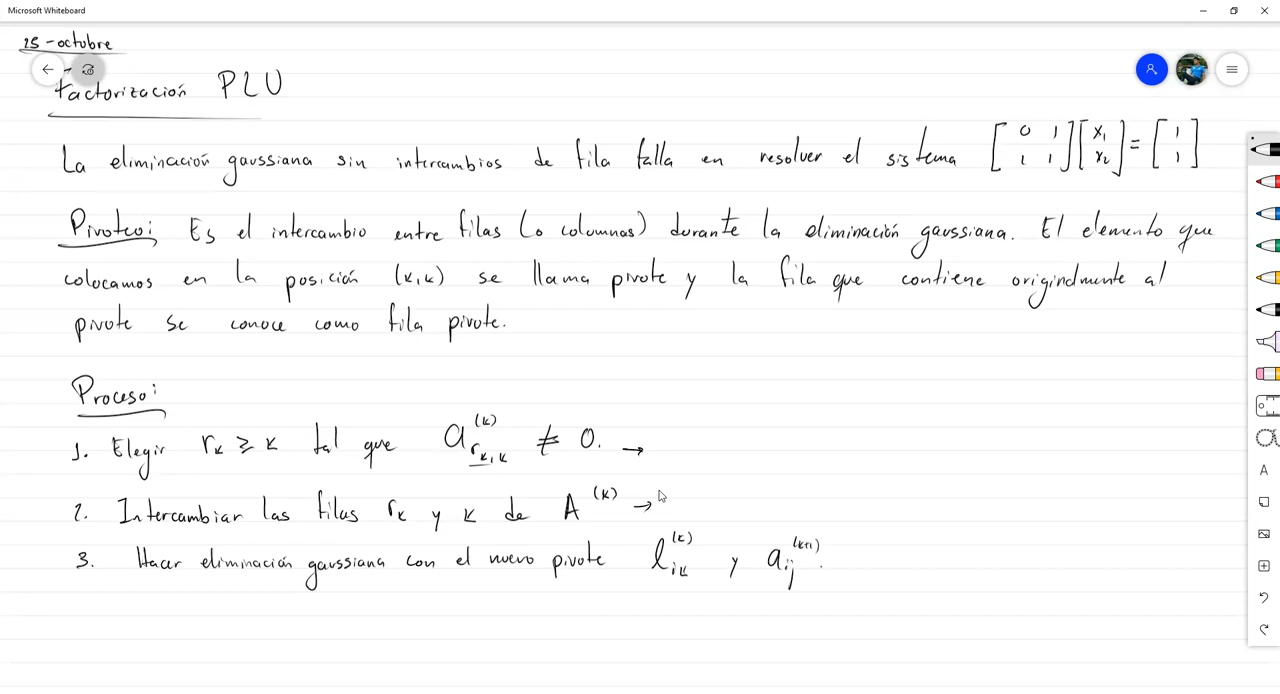 Microsoft Whiteboard
25-octubre
Factorización PLU
La eliminación gaussiana sin intercambios de fila falla en resolver el sistema [0 1; 1 1][x₁; x₂] = [1; 1]
Pivoteo: Es el intercambio entre filas (o columnas) durante la eliminación gaussiana. El elemento que
colocamos en la posición (k,k) se llama pivote y la fila que contiene originalmente al
pivote se conoce como fila pivote.
Proceso:
1. Elegir rₖ ≥ k tal que a_{rₖ,k}^{(k)} ≠ 0. →
2. Intercambiar las filas rₖ y k de A^{(k)} →
3. Hacer eliminación gaussiana con el nuevo pivote l_{ik}^{(k)} y a_{ij}^{(k+1)}.
A